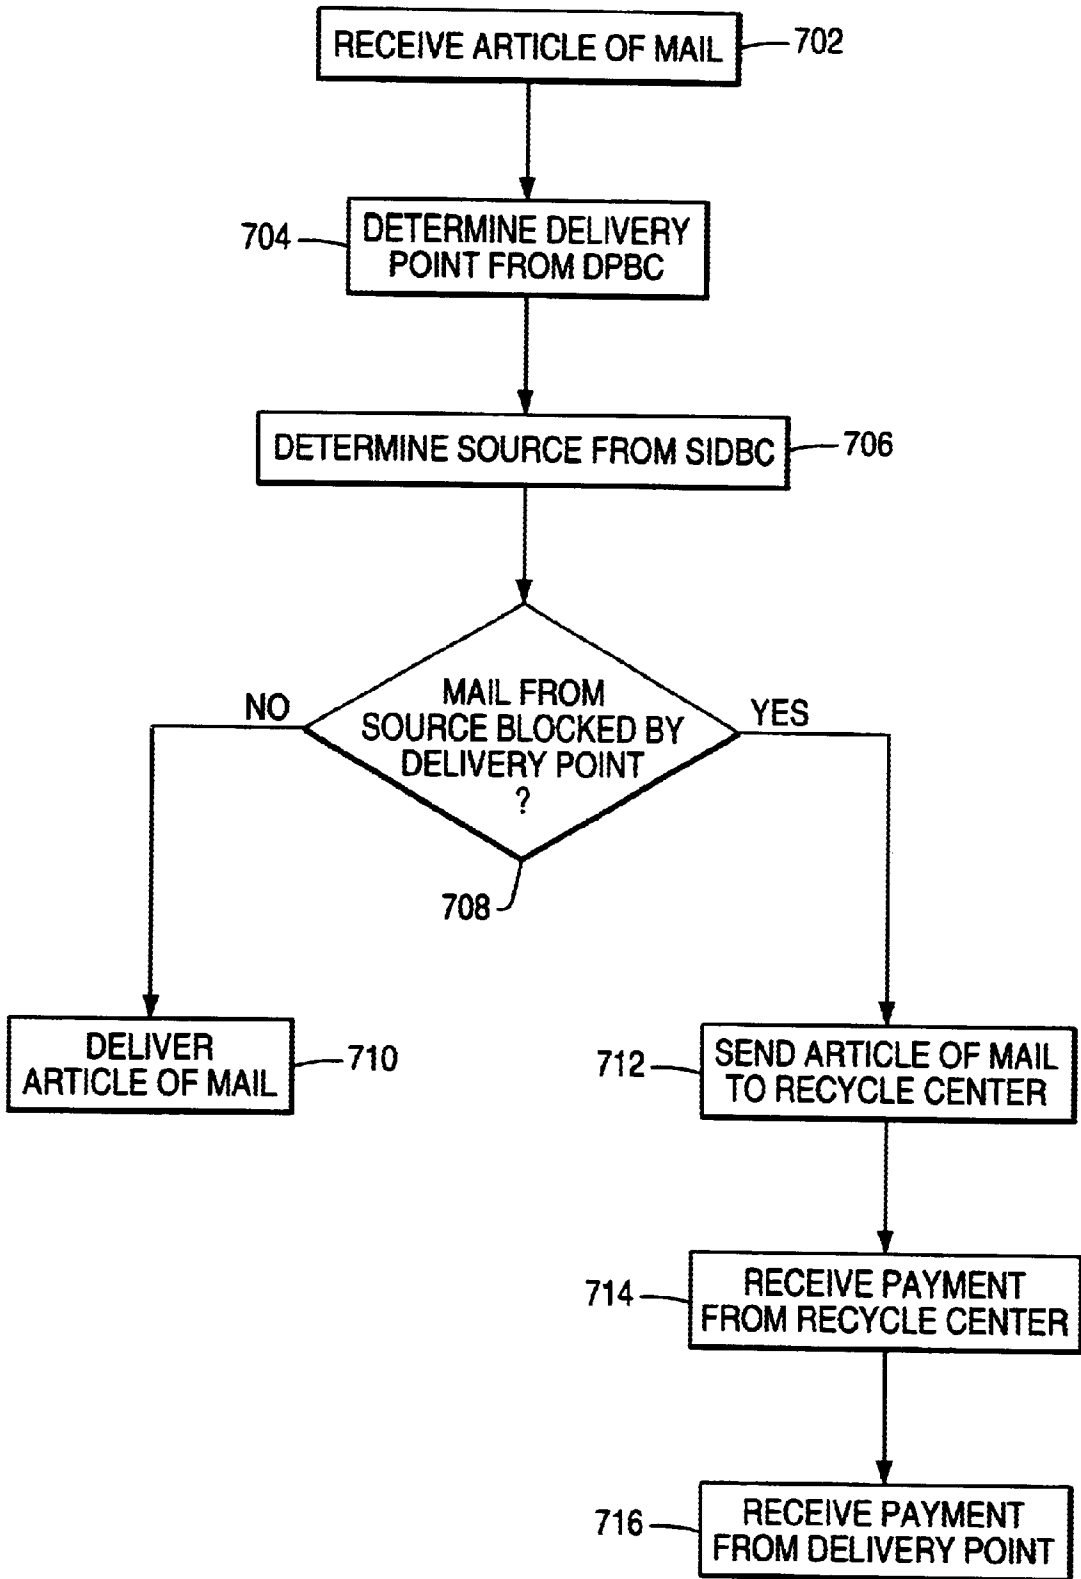 RECEIVE ARTICLE OF MAIL
702
704
DETERMINE DELIVERY
POINT FROM DPBC
DETERMINE SOURCE FROM SIDBC
706
NO
MAIL FROM
SOURCE BLOCKED BY
DELIVERY POINT
?
YES
708
DELIVER
ARTICLE OF MAIL
710
712
SEND ARTICLE OF MAIL
TO RECYCLE CENTER
714
RECEIVE PAYMENT
FROM RECYCLE CENTER
716
RECEIVE PAYMENT
FROM DELIVERY POINT